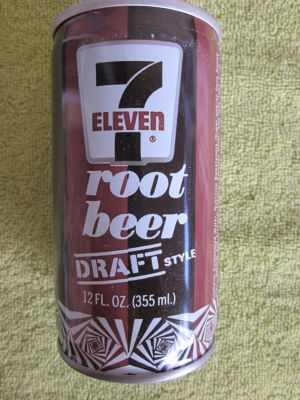 7
ELEVEn
®
root
beer
DRAFT STYLE
12 FL. OZ. (355 ml.)